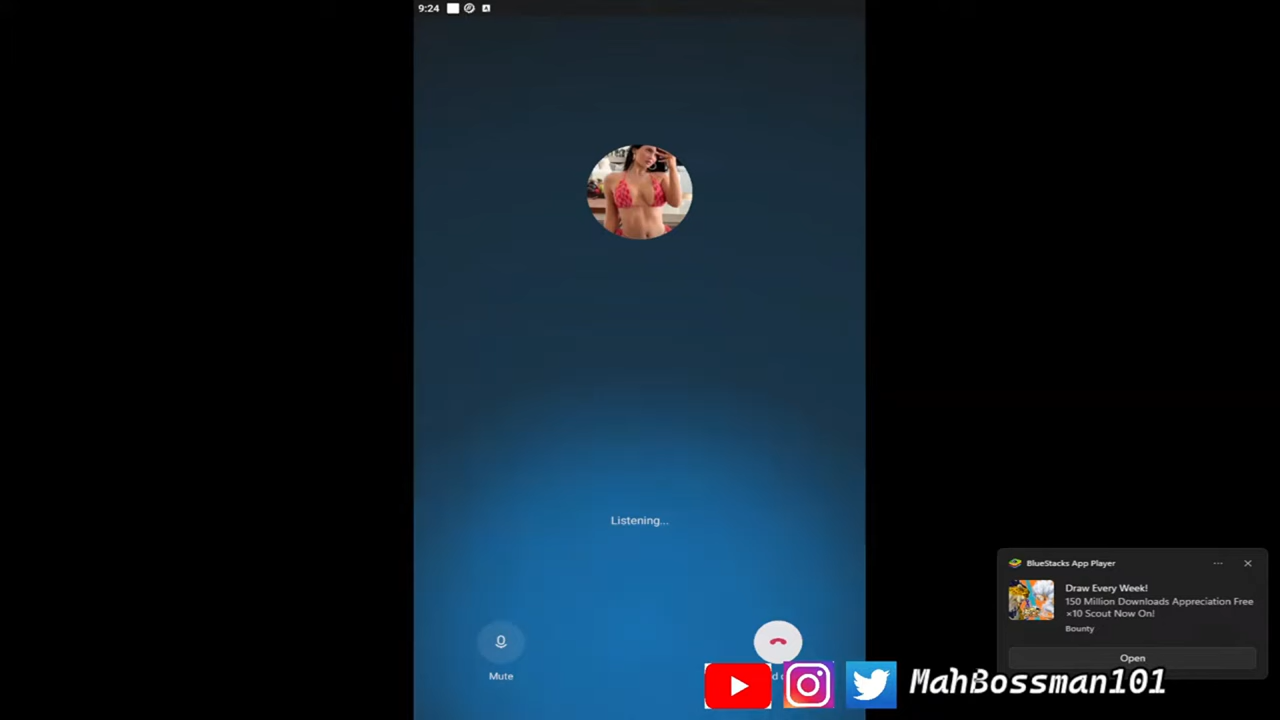 9:24
Listening...
Mute
BlueStacks App Player
Draw Every Week!
150 Million Downloads Appreciation Free
×10 Scout Now On!
Bounty
Open
MahBossman101